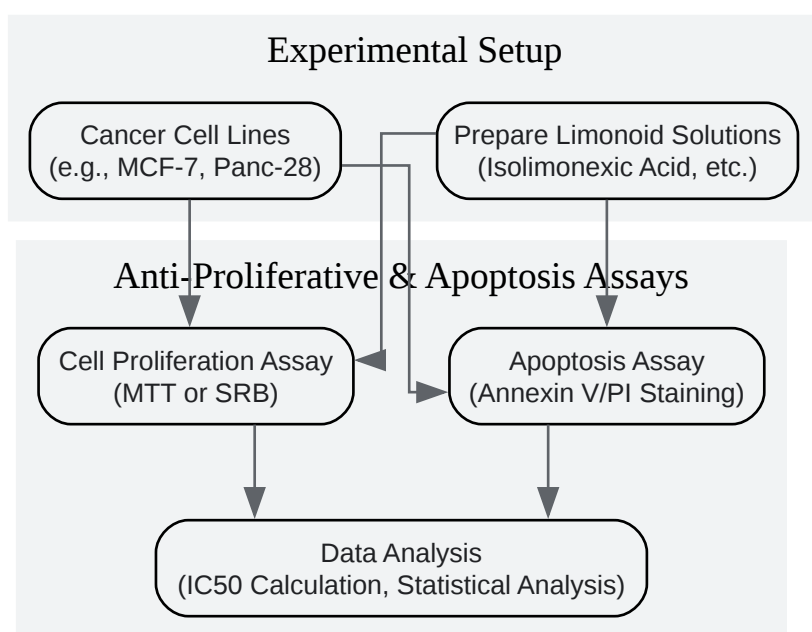 Experimental Setup
Cancer Cell Lines
(e.g., MCF-7, Panc-28)
Prepare Limonoid Solutions
(Isolimonexic Acid, etc.)
Anti-Proliferative & Apoptosis Assays
Cell Proliferation Assay
(MTT or SRB)
Apoptosis Assay
(Annexin V/PI Staining)
Data Analysis
(IC50 Calculation, Statistical Analysis)